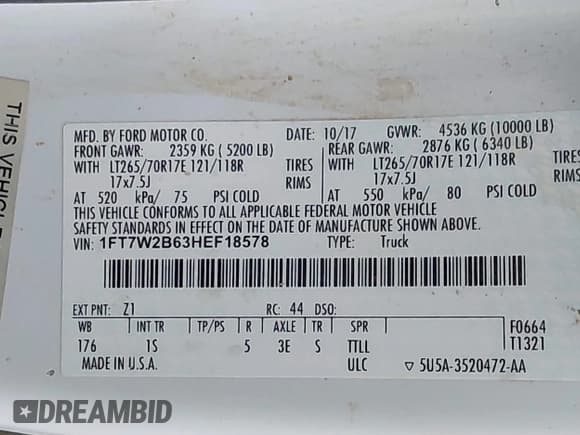 THIS VEHICLE
MFD. BY FORD MOTOR CO. DATE: 10/17 GVWR: 4536 KG (10000 LB)
FRONT GAWR: 2359 KG ( 5200 LB) REAR GAWR: 2876 KG ( 6340 LB)
WITH LT265/70R17E 121/118R TIRES WITH LT265/70R17E 121/118R TIRES
17x7.5J RIMS 17x7.5J RIMS
AT 520 kPa/ 75 PSI COLD AT 550 kPa/ 80 PSI COLD
THIS VEHICLE CONFORMS TO ALL APPLICABLE FEDERAL MOTOR VEHICLE
SAFETY STANDARDS IN EFFECT ON THE DATE OF MANUFACTURE SHOWN ABOVE.
VIN: 1FT7W2B63HEF18578 TYPE: Truck
EXT PNT: Z1 RC: 44 DSO:
WB INT TR TP/PS R AXLE TR SPR F0664
176 1S 5 3E S TTLL T1321
MADE IN U.S.A. ULC ▽ 5U5A-3520472-AA
DREAMBID